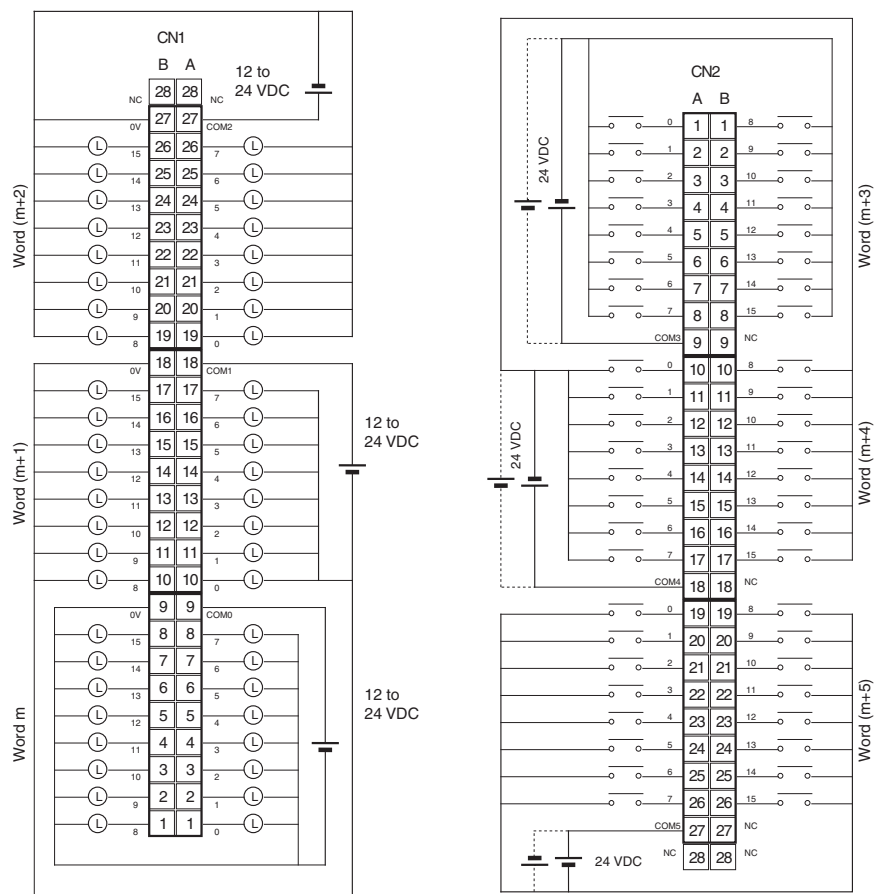 CN1
B A
12 to
24 VDC
NC 28 28 NC
0V 27 27 COM2
Word (m+2)
L 15 26 26 7 L
L 14 25 25 6 L
L 13 24 24 5 L
L 12 23 23 4 L
L 11 22 22 3 L
L 10 21 21 2 L
L 9 20 20 1 L
L 8 19 19 0 L
0V 18 18 COM1
Word (m+1)
12 to
24 VDC
L 15 17 17 7 L
L 14 16 16 6 L
L 13 15 15 5 L
L 12 14 14 4 L
L 11 13 13 3 L
L 10 12 12 2 L
L 9 11 11 1 L
L 8 10 10 0 L
0V 9 9 COM0
Word m
12 to
24 VDC
L 15 8 8 7 L
L 14 7 7 6 L
L 13 6 6 5 L
L 12 5 5 4 L
L 11 4 4 3 L
L 10 3 3 2 L
L 9 2 2 1 L
L 8 1 1 0 L
CN2
A B
24 VDC
Word (m+3)
0 1 1 8
1 2 2 9
2 3 3 10
3 4 4 11
4 5 5 12
5 6 6 13
6 7 7 14
7 8 8 15
COM3 9 9 NC
24 VDC
Word (m+4)
0 10 10 8
1 11 11 9
2 12 12 10
3 13 13 11
4 14 14 12
5 15 15 13
6 16 16 14
7 17 17 15
COM4 18 18 NC
Word (m+5)
0 19 19 8
1 20 20 9
2 21 21 10
3 22 22 11
4 23 23 12
5 24 24 13
6 25 25 14
7 26 26 15
COM5 27 27 NC
24 VDC
NC 28 28 NC